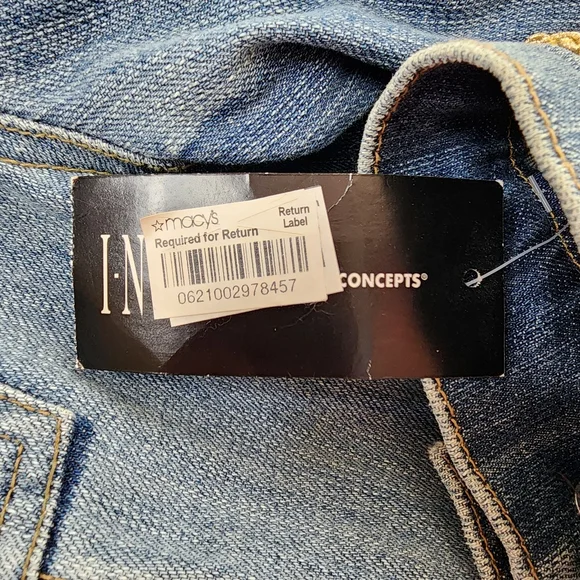 ☆macy's
Return
Label
Required for Return
0621002978457
I·N
CONCEPTS®